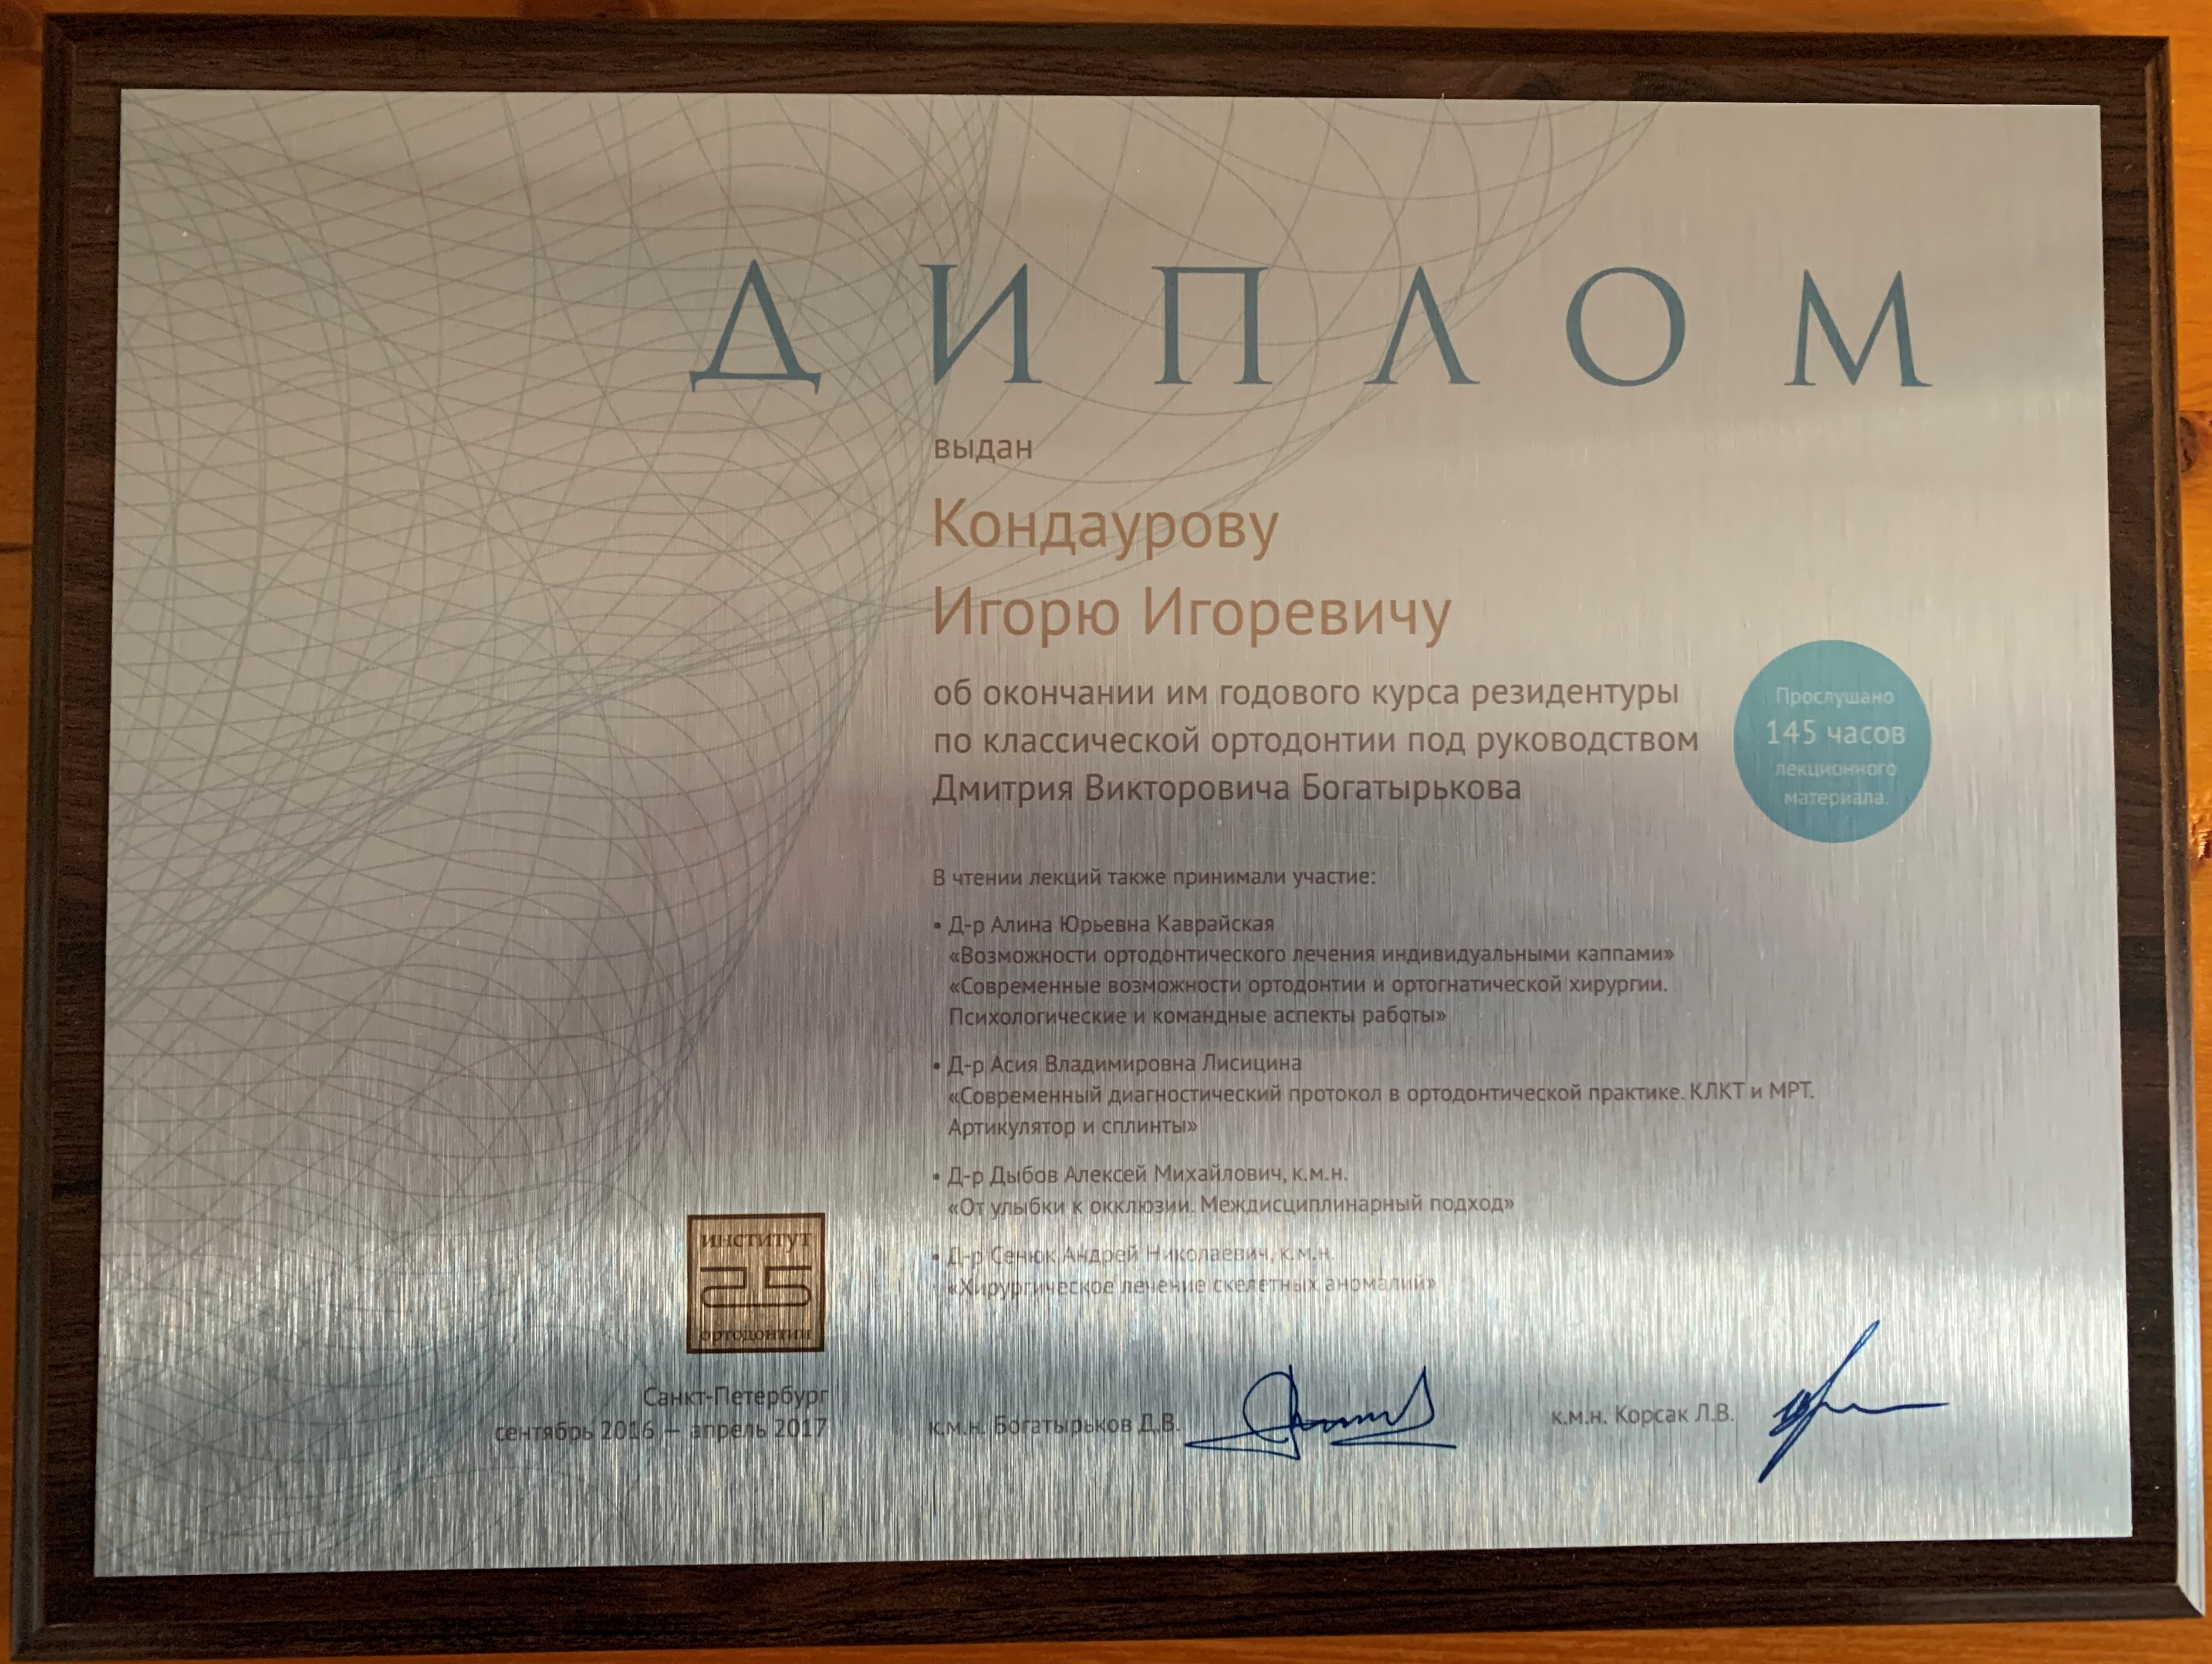 ДИПЛОМ
выдан
Кондаурову
Игорю Игоревичу
об окончании им годового курса резидентуры
по классической ортодонтии под руководством
Дмитрия Викторовича Богатырькова
Прослушано
145 часов
лекционного
материала.
В чтении лекций также принимали участие:
• Д-р Алина Юрьевна Каврайская
«Возможности ортодонтического лечения индивидуальными каппами»
«Современные возможности ортодонтии и ортогнатической хирургии.
Психологические и командные аспекты работы»
• Д-р Асия Владимировна Лисицина
«Современный диагностический протокол в ортодонтической практике. КЛКТ и МРТ.
Артикулятор и сплинты»
• Д-р Дыбов Алексей Михайлович, к.м.н.
«От улыбки к окклюзии. Междисциплинарный подход»
• Д-р Сенюк Андрей Николаевич, к.м.н.
«Хирургическое лечение скелетных аномалий»
институт
25
ортодонтии
Санкт-Петербург
сентябрь 2016 — апрель 2017
к.м.н. Богатырьков Д.В.
к.м.н. Корсак Л.В.